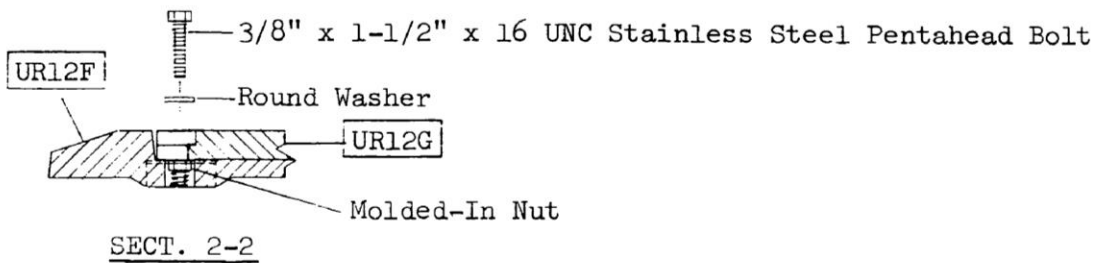 3/8" x 1-1/2" x 16 UNC Stainless Steel Pentahead Bolt
UR12F
Round Washer
UR12G
Molded-In Nut
SECT. 2-2